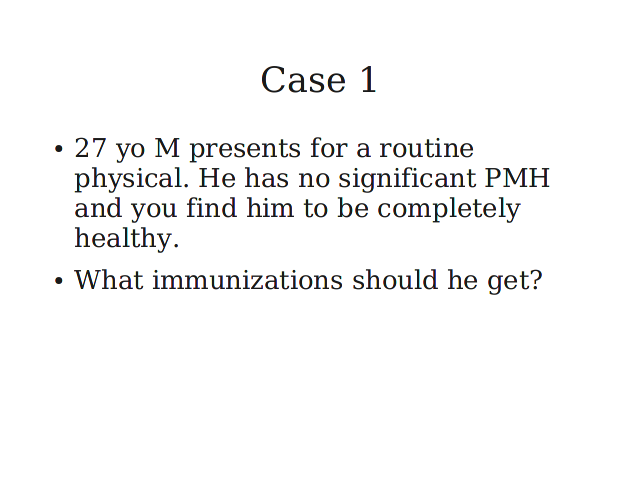 Case 1
• 27 yo M presents for a routine
physical. He has no significant PMH
and you find him to be completely
healthy.
• What immunizations should he get?